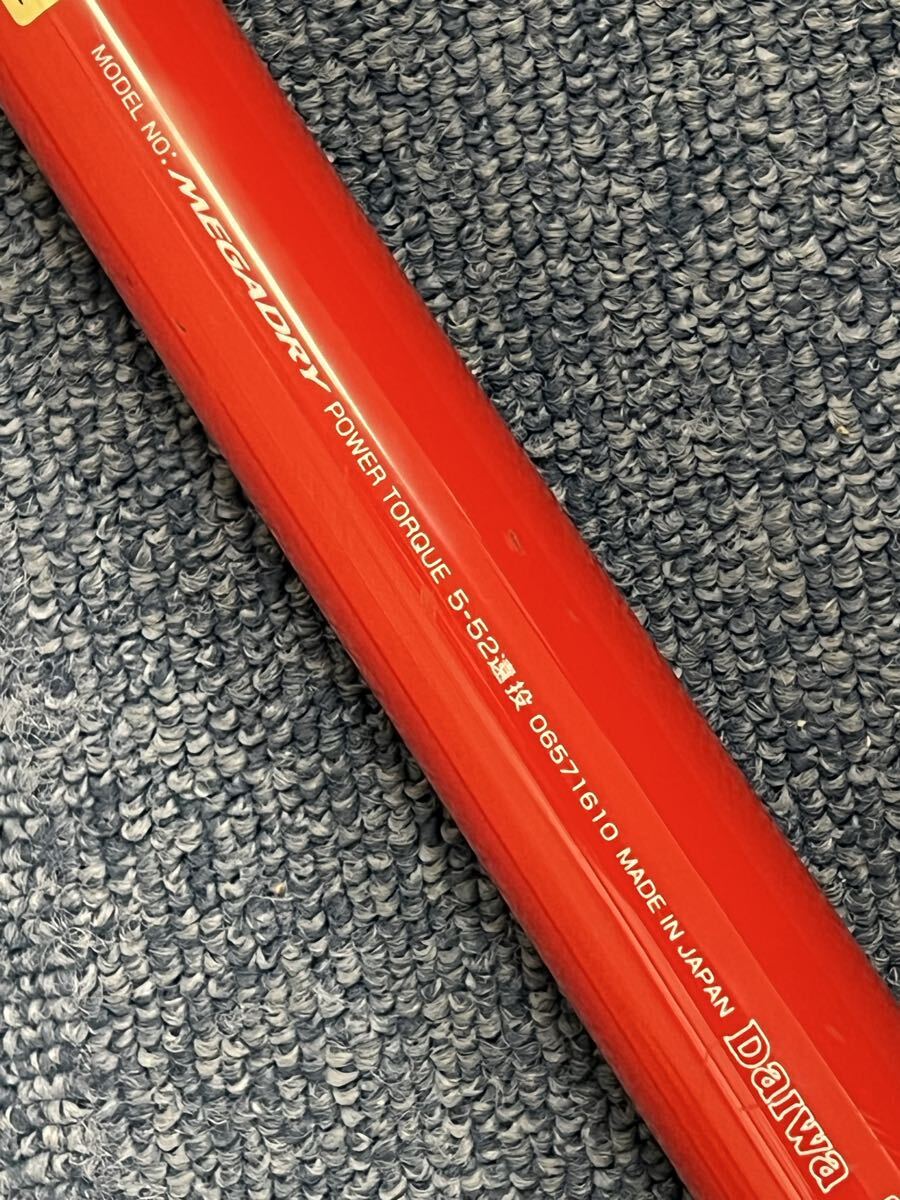 MODEL NO: MEGADRY POWER TORQUE 5-52遠投 06571610 MADE IN JAPAN Daiwa